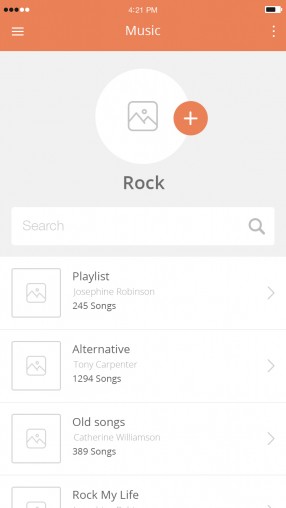 4:21 PM
Music
Rock
Search
Playlist
Josephine Robinson
245 Songs
Alternative
Tony Carpenter
1294 Songs
Old songs
Catherine Williamson
389 Songs
Rock My Life